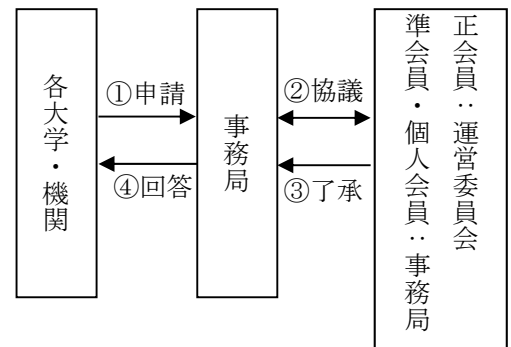 各大学・機関
①申請
④回答
事務局
②協議
③了承
正会員：運営委員会
準会員・個人会員：事務局